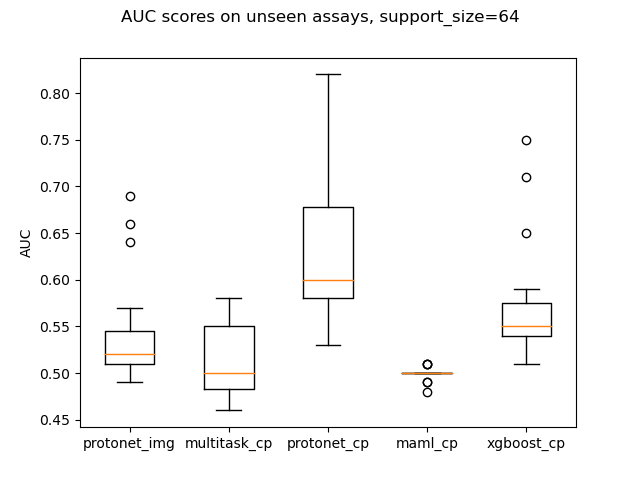 AUC scores on unseen assays, support_size=64
AUC
0.80
0.75
0.70
0.65
0.60
0.55
0.50
0.45
protonet_img multitask_cp protonet_cp maml_cp xgboost_cp